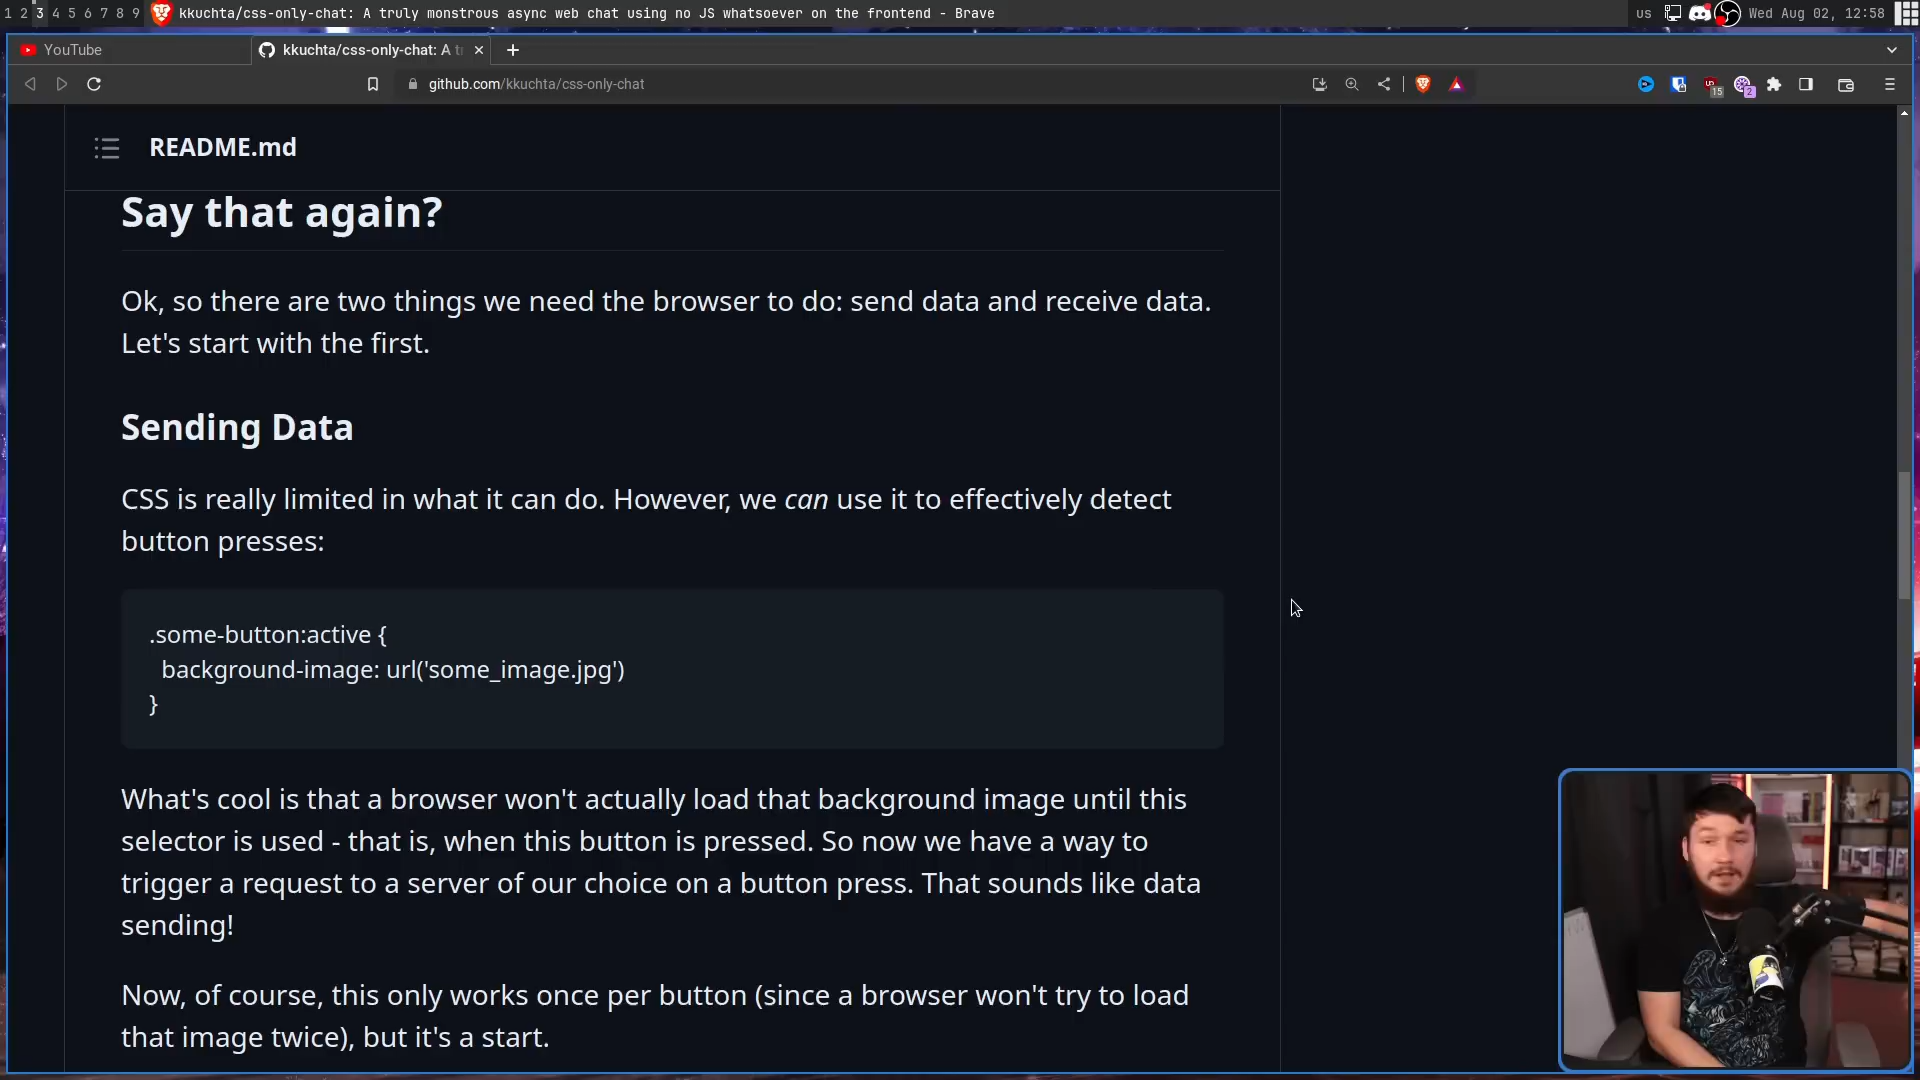 1 2 3 4 5 6 7 8 9 kkuchta/css-only-chat: A truly monstrous async web chat using no JS whatsoever on the frontend - Brave us Wed Aug 02, 12:58
YouTube kkuchta/css-only-chat: A t
github.com/kkuchta/css-only-chat 15 2
README.md
Say that again?
Ok, so there are two things we need the browser to do: send data and receive data.
Let's start with the first.
Sending Data
CSS is really limited in what it can do. However, we can use it to effectively detect
button presses:
.some-button:active {
background-image: url('some_image.jpg')
}
What's cool is that a browser won't actually load that background image until this
selector is used - that is, when this button is pressed. So now we have a way to
trigger a request to a server of our choice on a button press. That sounds like data
sending!
Now, of course, this only works once per button (since a browser won't try to load
that image twice), but it's a start.